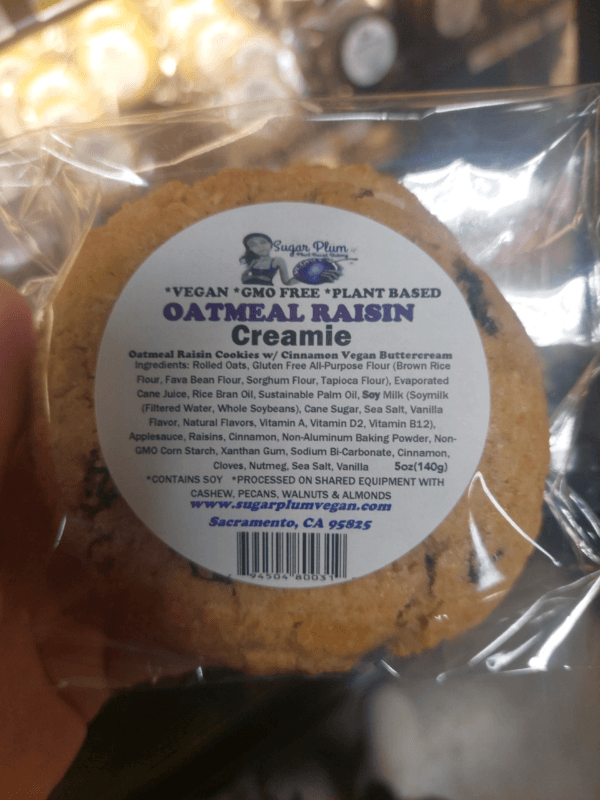 Sugar Plum
Plant Based Baking
*VEGAN *GMO FREE *PLANT BASED
OATMEAL RAISIN
Creamie
Oatmeal Raisin Cookies w/ Cinnamon Vegan Buttercream
Ingredients: Rolled Oats, Gluten Free All-Purpose Flour (Brown Rice
Flour, Fava Bean Flour, Sorghum Flour, Tapioca Flour), Evaporated
Cane Juice, Rice Bran Oil, Sustainable Palm Oil, Soy Milk (Soymilk
(Filtered Water, Whole Soybeans), Cane Sugar, Sea Salt, Vanilla
Flavor, Natural Flavors, Vitamin A, Vitamin D2, Vitamin B12),
Applesauce, Raisins, Cinnamon, Non-Aluminum Baking Powder, Non-
GMO Corn Starch, Xanthan Gum, Sodium Bi-Carbonate, Cinnamon,
Cloves, Nutmeg, Sea Salt, Vanilla 5oz(140g)
*CONTAINS SOY *PROCESSED ON SHARED EQUIPMENT WITH
CASHEW, PECANS, WALNUTS & ALMONDS
www.sugarplumvegan.com
Sacramento, CA 95825
94504 80031